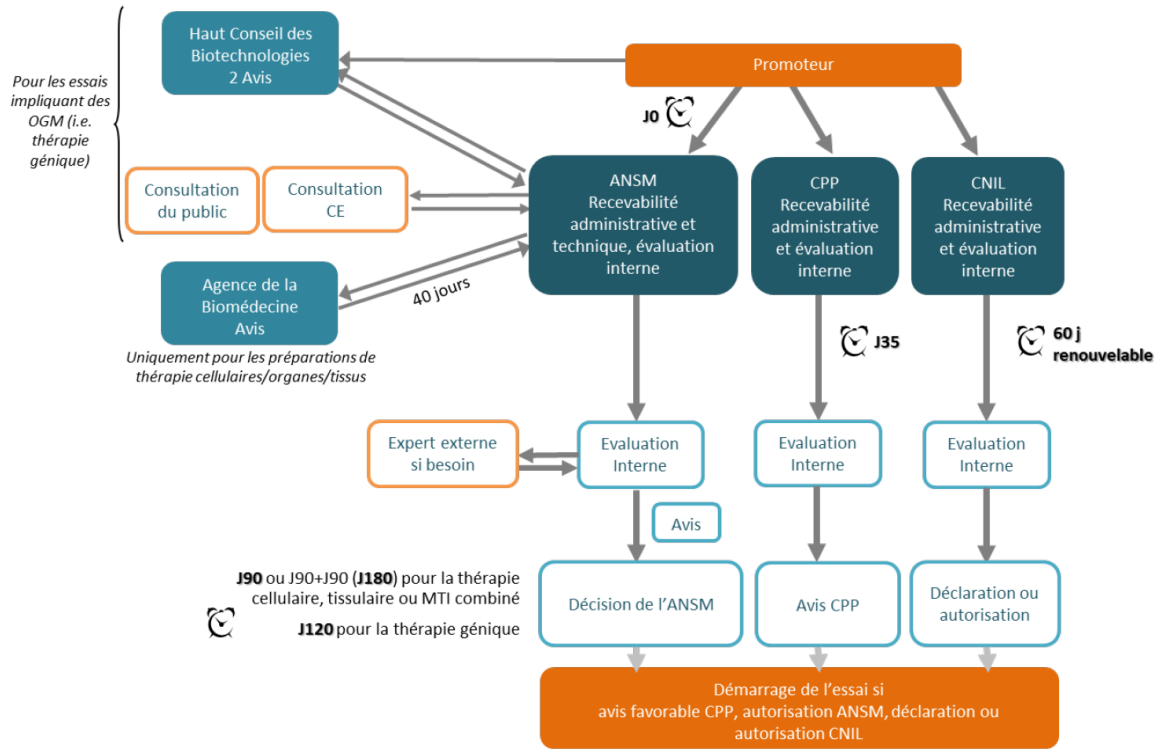 Haut Conseil des
Biotechnologies
2 Avis
Promoteur
Pour les essais
impliquant des
OGM (i.e.
thérapie
génique)
J0
Consultation
du public
Consultation
CE
ANSM
Recevabilité
administrative et
technique, évaluation
interne
CPP
Recevabilité
administrative
et évaluation
interne
CNIL
Recevabilité
administrative
et évaluation
interne
Agence de la
Biomédecine
Avis
40 jours
Uniquement pour les préparations de
thérapie cellulaires/organes/tissus
J35
60 j
renouvelable
Expert externe
si besoin
Evaluation
Interne
Evaluation
Interne
Evaluation
Interne
Avis
J90 ou J90+J90 (J180) pour la thérapie
cellulaire, tissulaire ou MTI combiné
J120 pour la thérapie génique
Décision de l'ANSM
Avis CPP
Déclaration ou
autorisation
Démarrage de l'essai si
avis favorable CPP, autorisation ANSM, déclaration ou
autorisation CNIL